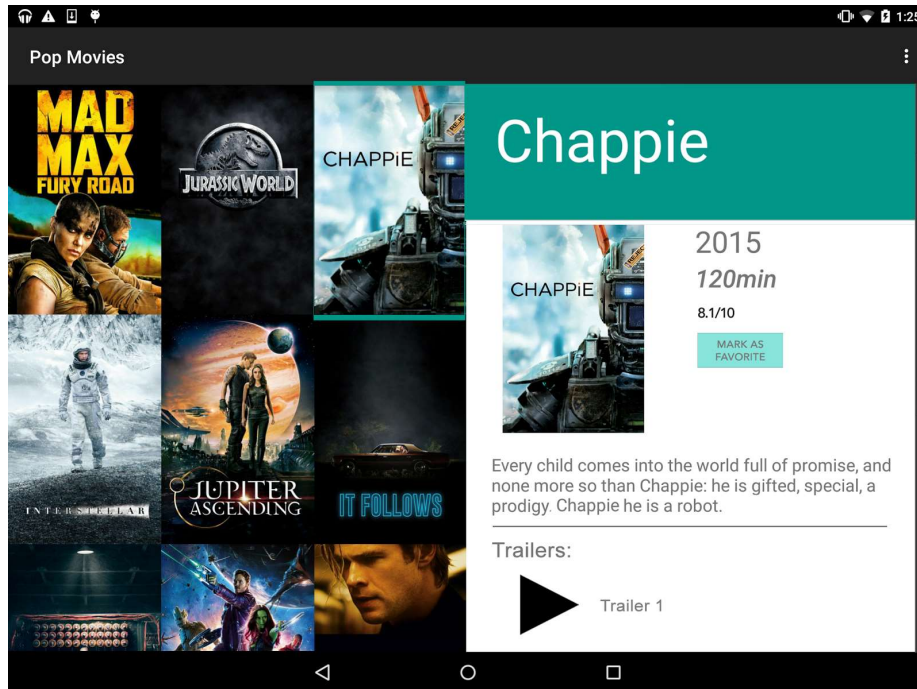 1:25
Pop Movies
MAD
MAX
FURY ROAD
JURASSIC WORLD
CHAPPiE
INTERSTELLAR
JUPITER
ASCENDING
IT FOLLOWS
Chappie
CHAPPiE
2015
120min
8.1/10
MARK AS
FAVORITE
Every child comes into the world full of promise, and
none more so than Chappie: he is gifted, special, a
prodigy. Chappie he is a robot.
Trailers:
Trailer 1